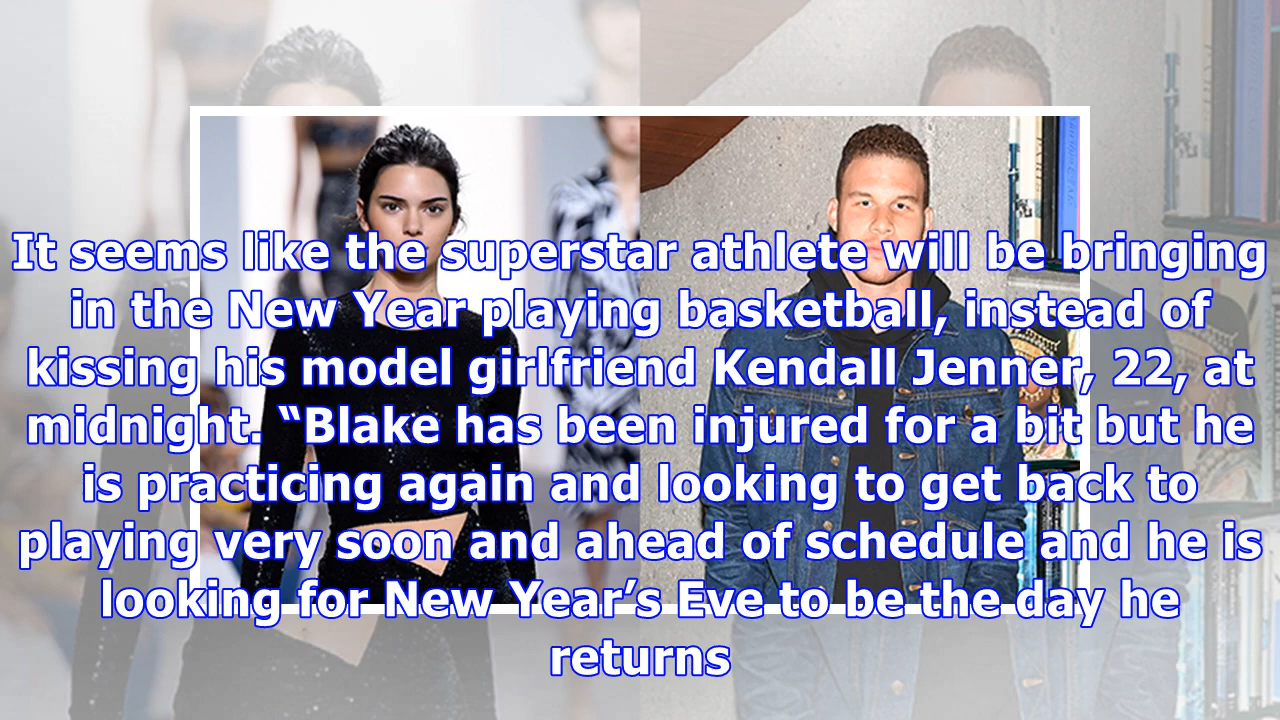 It seems like the superstar athlete will be bringing
in the New Year playing basketball, instead of
kissing his model girlfriend Kendall Jenner, 22, at
midnight. “Blake has been injured for a bit but he
is practicing again and looking to get back to
playing very soon and ahead of schedule and he is
looking for New Year’s Eve to be the day he
returns